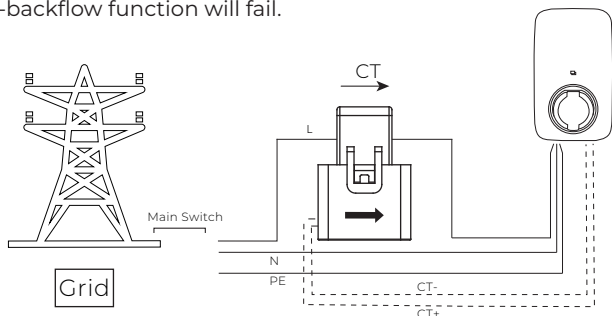 -backflow function will fail.
CT
L
Main Switch
N
Grid
PE
CT-
CT+